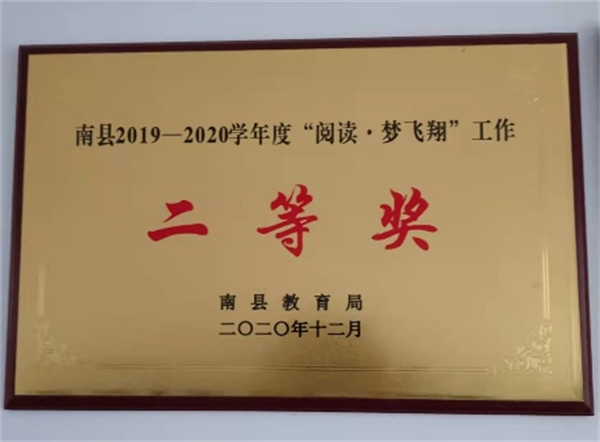 南县2019—2020学年度“阅读·梦飞翔”工作
二等奖
南县教育局
二〇二〇年十二月